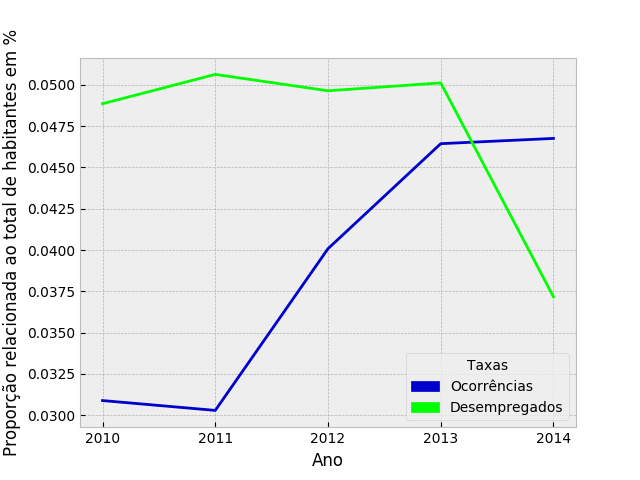 Proporção relacionada ao total de habitantes em %
0.0500
0.0475
0.0450
0.0425
0.0400
0.0375
0.0350
0.0325
0.0300
Taxas
Ocorrências
Desempregados
2010 2011 2012 2013 2014
Ano